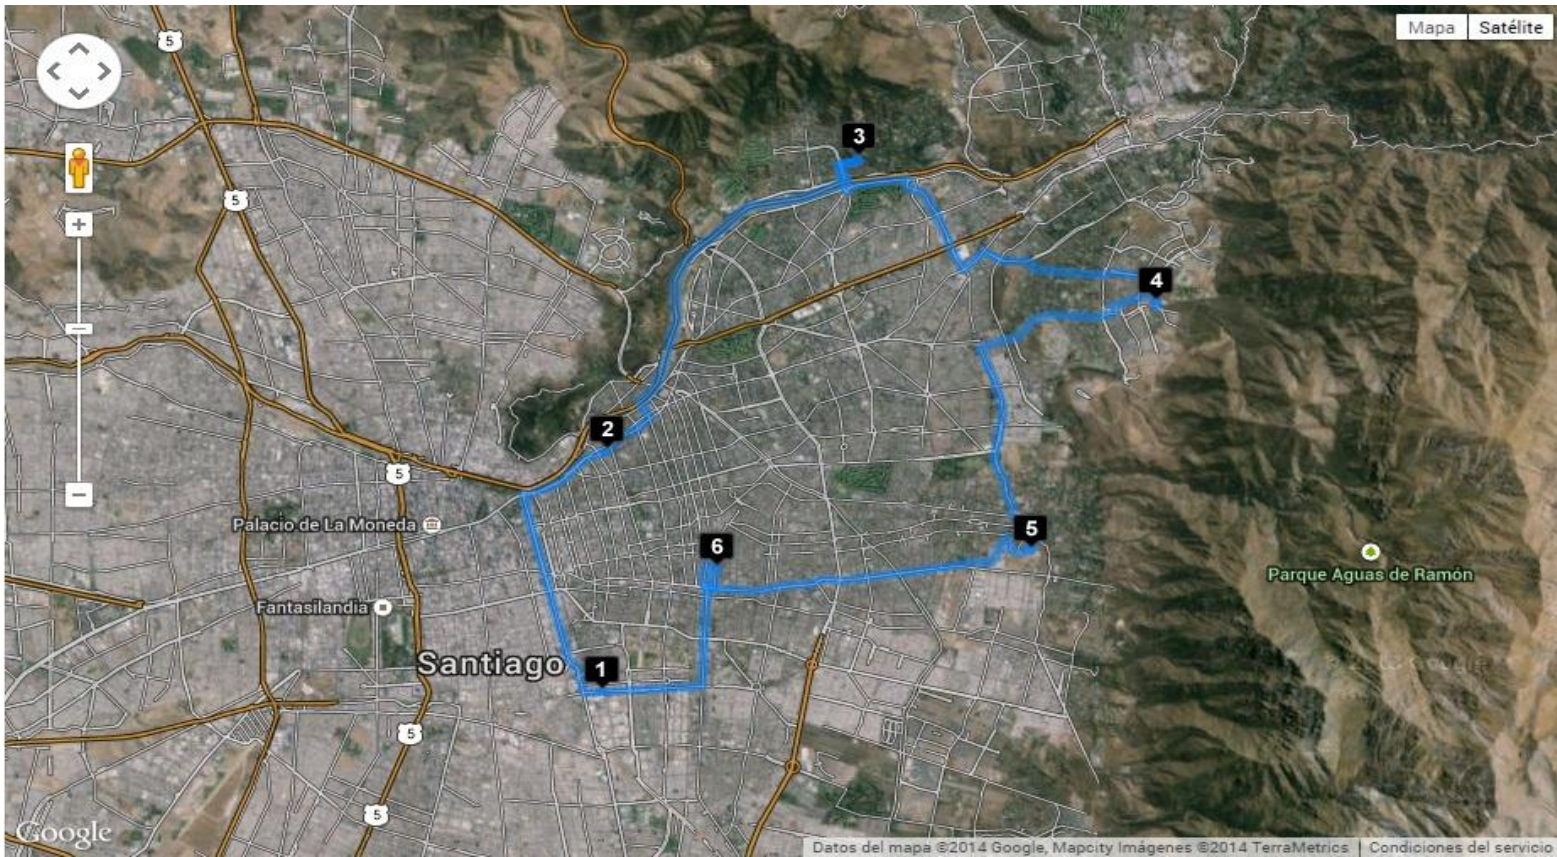 Mapa Satélite
5
3
5
4
2
5
Palacio de La Moneda
5
6
Parque Aguas de Ramón
Fantasilandia
Santiago
1
5
5
Google
Datos del mapa ©2014 Google, Mapcity Imágenes ©2014 TerraMetrics | Condiciones del servicio